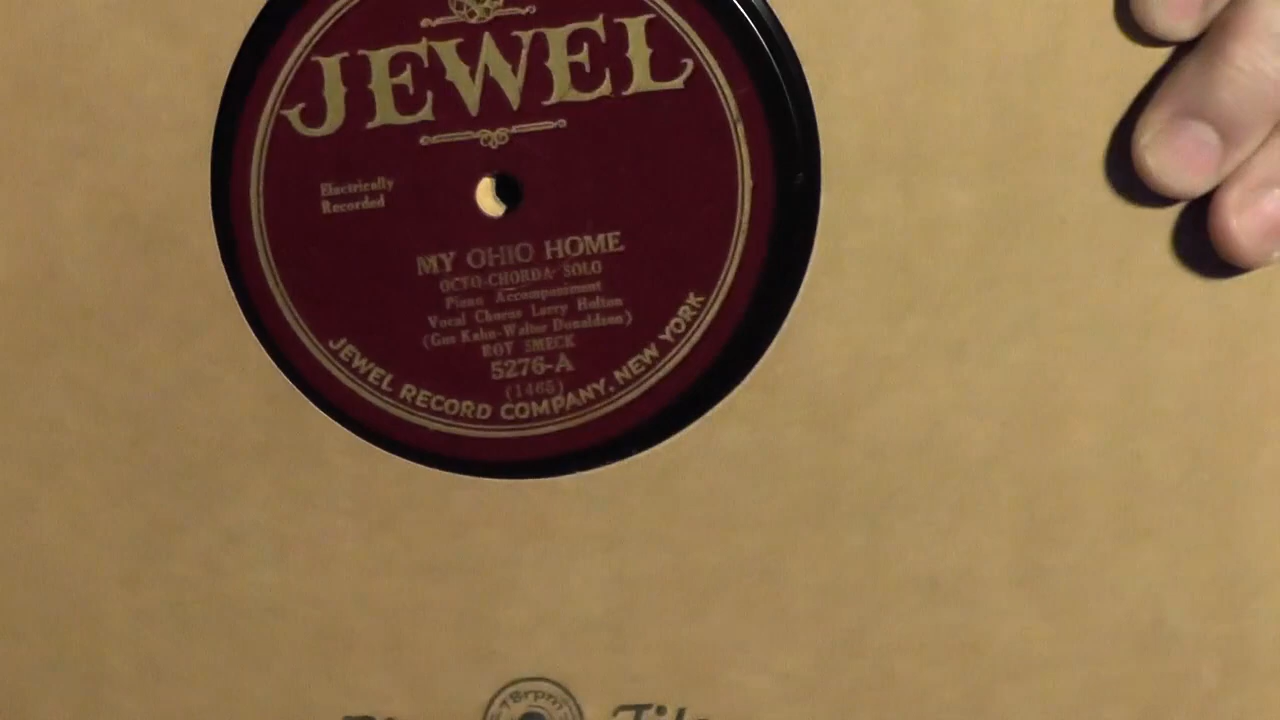 JEWEL
Electrically
Recorded
MY OHIO HOME
OCTO-CHORDA SOLO
Piano Accompaniment
Vocal Chorus Larry Holton
(Gus Kahn-Walter Donaldson)
ROY SMECK
5276-A
(1465)
JEWEL RECORD COMPANY. NEW YORK
78rpm